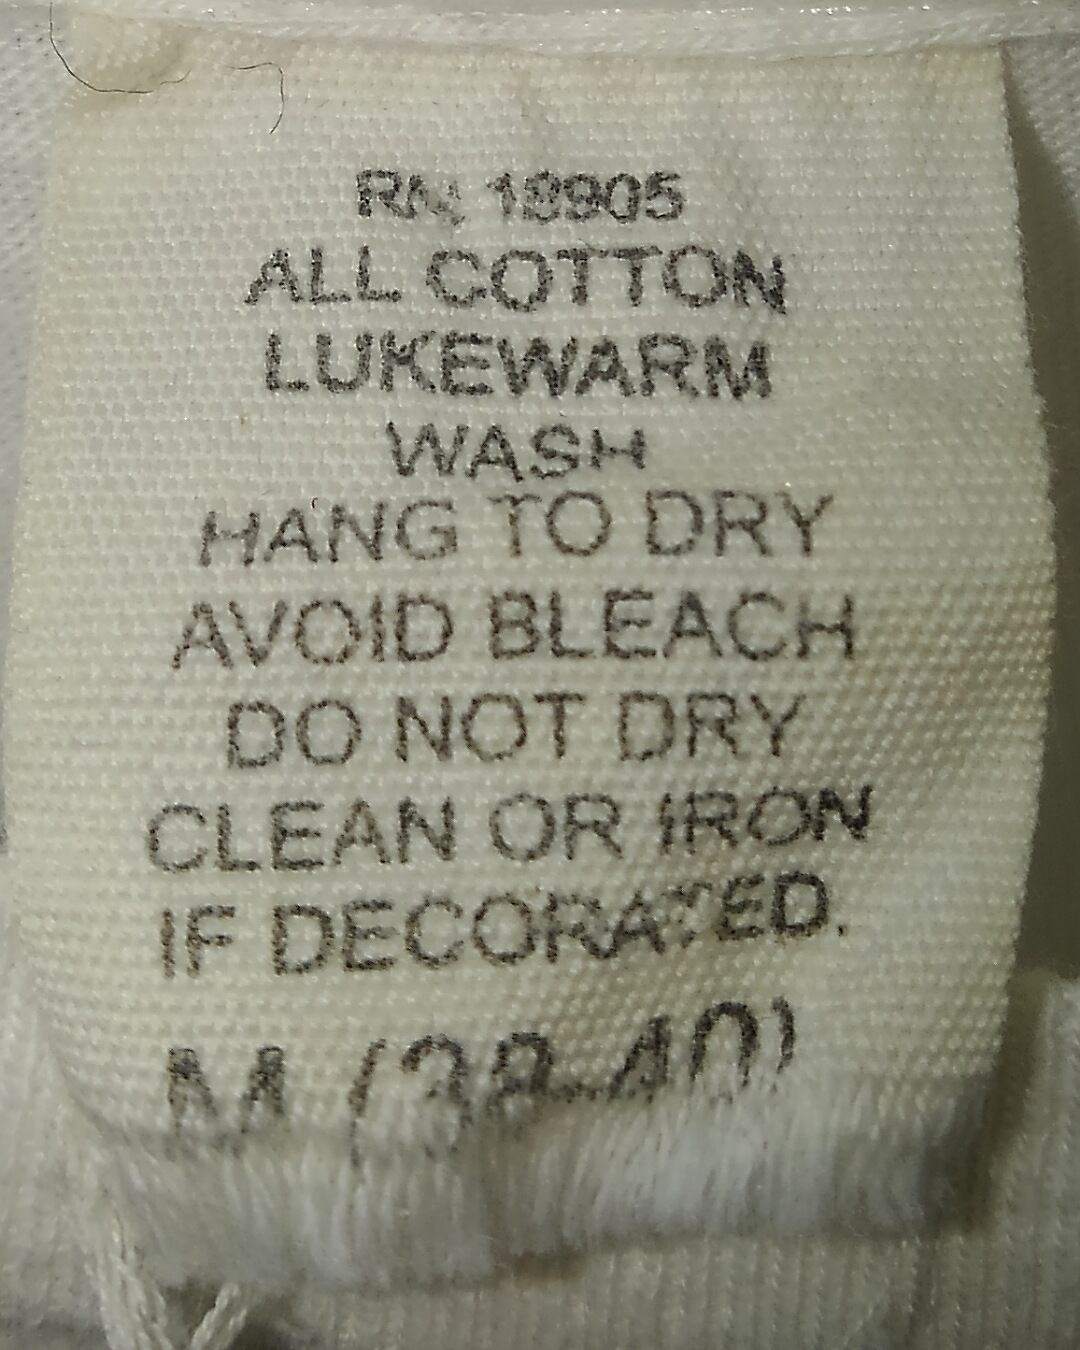 RN 18905
ALL COTTON
LUKEWARM
WASH
HANG TO DRY
AVOID BLEACH
DO NOT DRY
CLEAN OR IRON
IF DECORATED.
M (38-40)